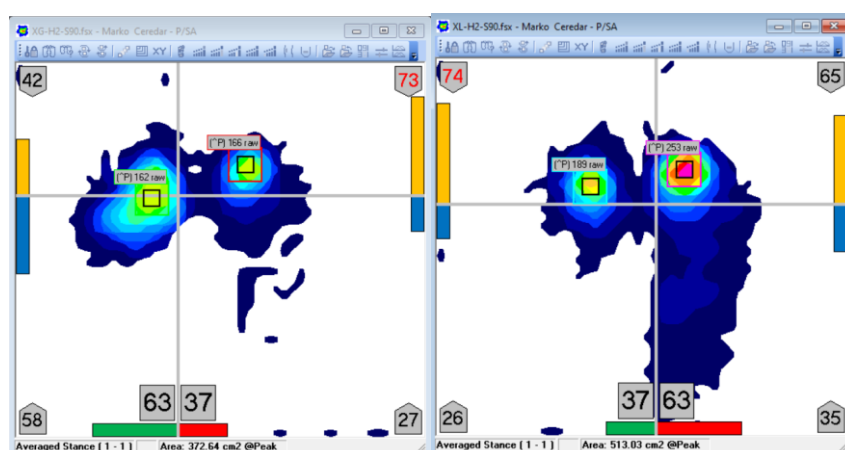 XG-H2-S90.fsx - Marko Ceredar - P/SA
XY
42
73
(^P) 166 raw
(^P) 162 raw
63 37
58
27
Averaged Stance [ 1 - 1 ] Area: 372.64 cm2 @Peak
XL-H2-S90.fsx - Marko Ceredar - P/SA
XY
74
65
(^P) 253 raw
(^P) 189 raw
37 63
26
35
Averaged Stance [ 1 - 1 ] Area: 513.03 cm2 @Peak